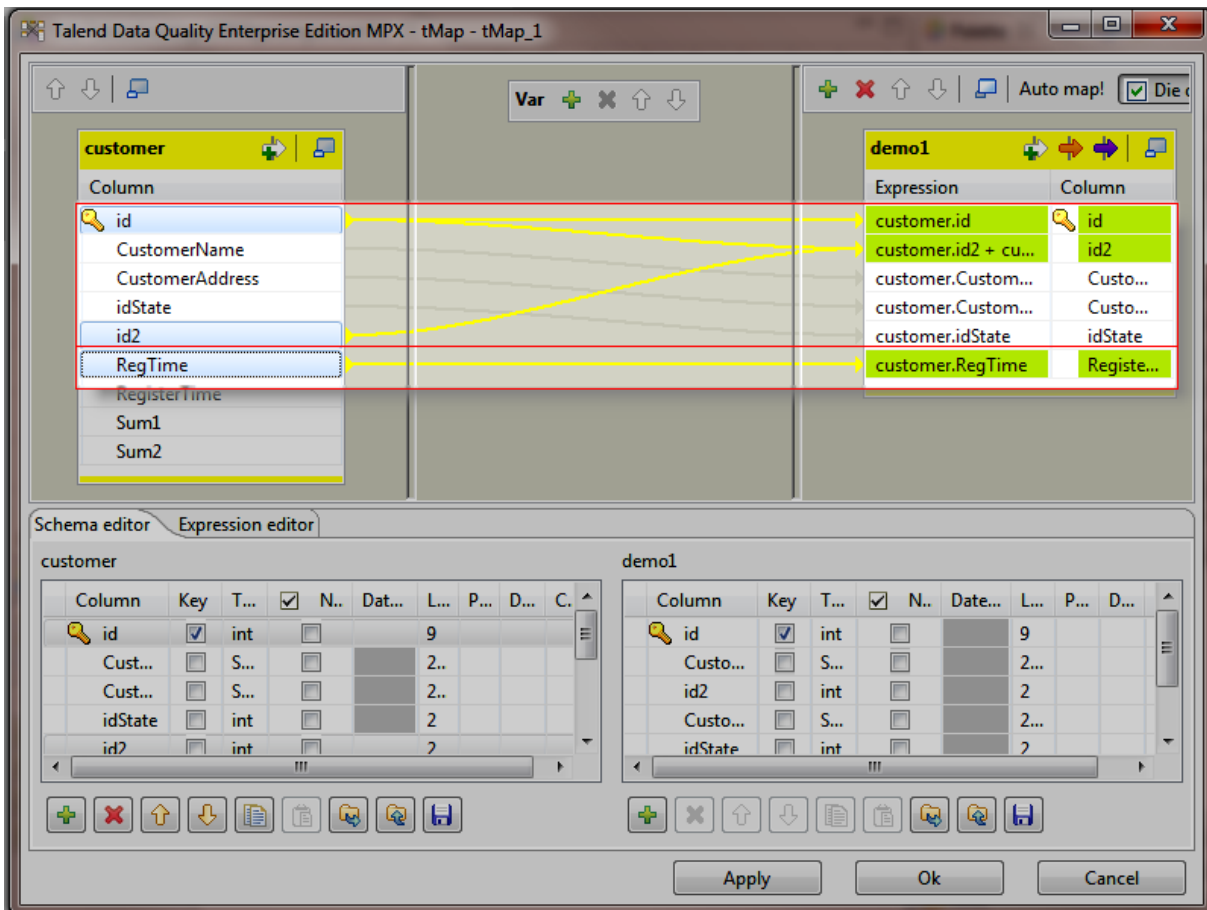 Talend Data Quality Enterprise Edition MPX - tMap - tMap_1
Var
Auto map!
Die
customer
Column
id
CustomerName
CustomerAddress
idState
id2
RegTime
RegisterTime
Sum1
Sum2
demo1
Expression Column
customer.id id
customer.id2 + cu... id2
customer.Custom... Custo...
customer.Custom... Custo...
customer.idState idState
customer.RegTime Registe...
Schema editor Expression editor
customer
Column Key T... N.. Dat... L... P... D... C.
id int 9
Cust... S... 2..
Cust... S... 2..
idState int 2
id2 int 2
demo1
Column Key T... N.. Date... L... P... D...
id int 9
Custo... S... 2...
id2 int 2
Custo... S... 2...
idState int 2
Apply Ok Cancel